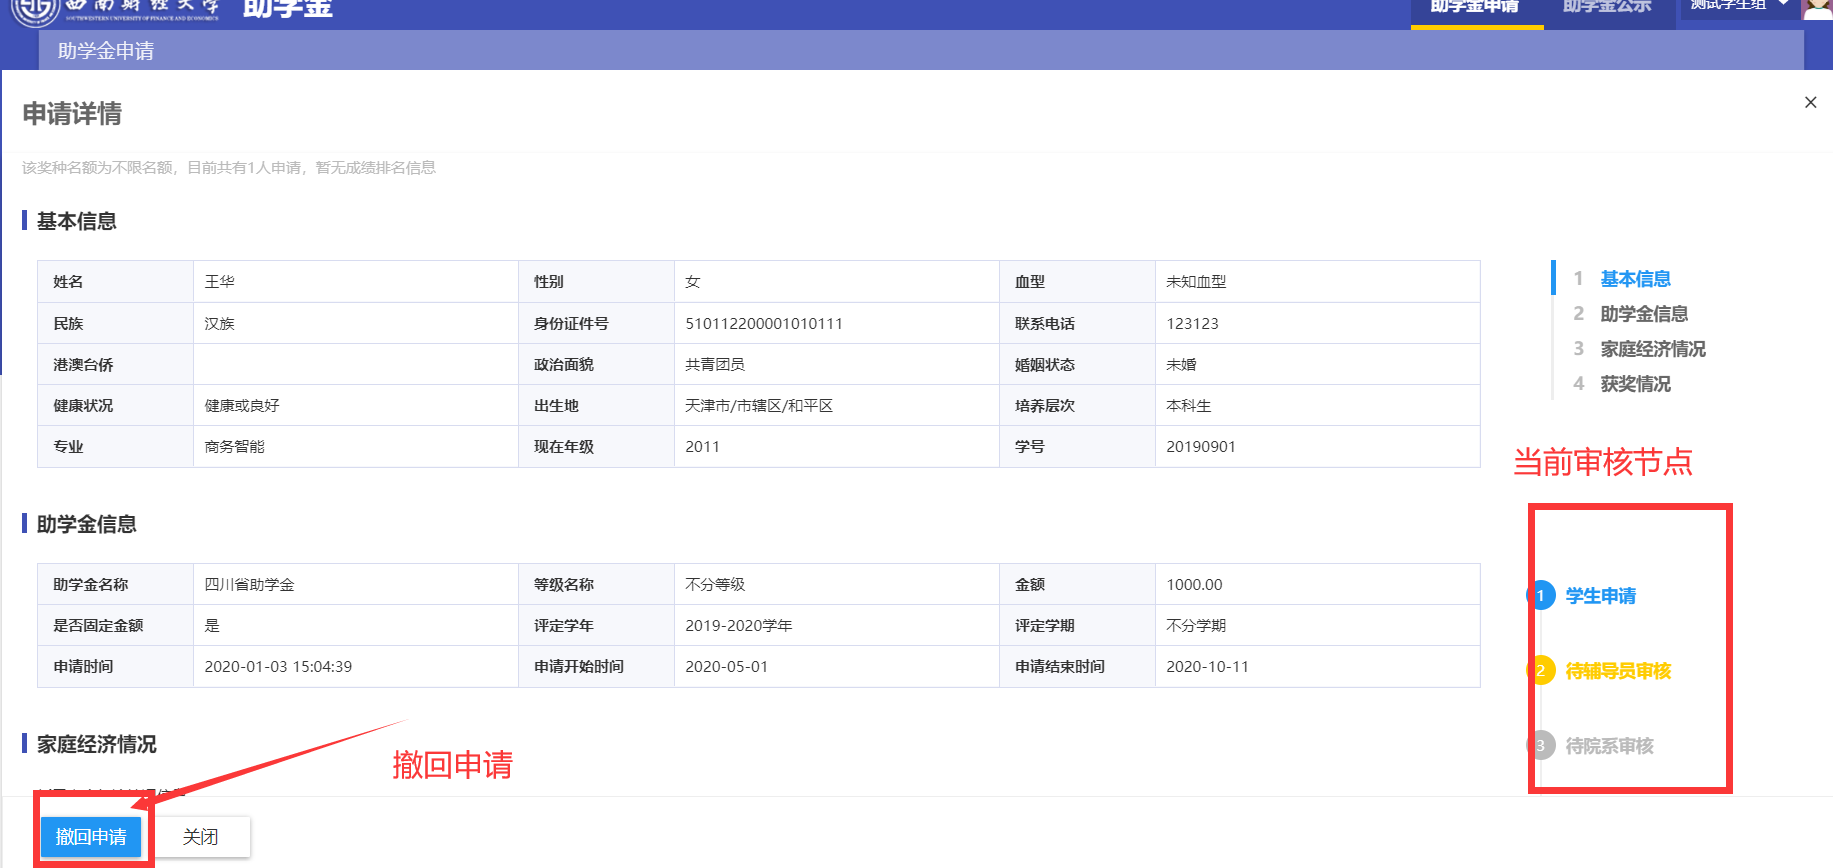 西南财经大学
SOUTHWESTERN UNIVERSITY OF FINANCE AND ECONOMICS
助学金
助学金申请
助学金公示
测试学生组
助学金申请
申请详情
×
该奖种名额为不限名额，目前共有1人申请，暂无成绩排名信息
基本信息
姓名 王华 性别 女 血型 未知血型
民族 汉族 身份证件号 510112200001010111 联系电话 123123
港澳台侨 政治面貌 共青团员 婚姻状态 未婚
健康状况 健康或良好 出生地 天津市/市辖区/和平区 培养层次 本科生
专业 商务智能 现在年级 2011 学号 20190901
1 基本信息
2 助学金信息
3 家庭经济情况
4 获奖情况
当前审核节点
助学金信息
助学金名称 四川省助学金 等级名称 不分等级 金额 1000.00
是否固定金额 是 评定学年 2019-2020学年 评定学期 不分学期
申请时间 2020-01-03 15:04:39 申请开始时间 2020-05-01 申请结束时间 2020-10-11
1 学生申请
2 待辅导员审核
3 待院系审核
家庭经济情况
撤回申请
撤回申请
关闭